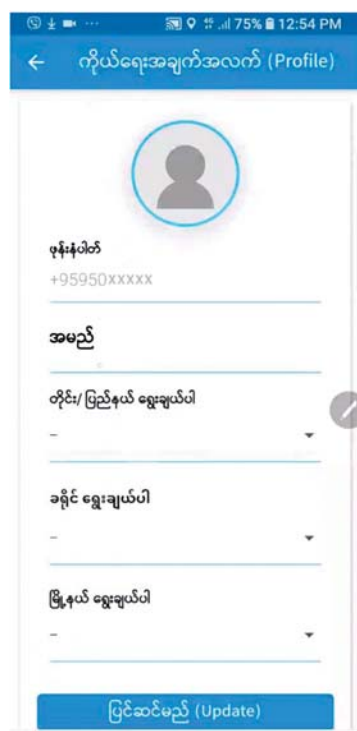 75% 12:54 PM
ကိုယ်ရေးအချက်အလက် (Profile)
ဖုန်းနံပါတ်
+95950xxxxx
အမည်
တိုင်း/ ပြည်နယ် ရွေးချယ်ပါ
–
ခရိုင် ရွေးချယ်ပါ
–
မြို့နယ် ရွေးချယ်ပါ
–
ပြင်ဆင်မည် (Update)